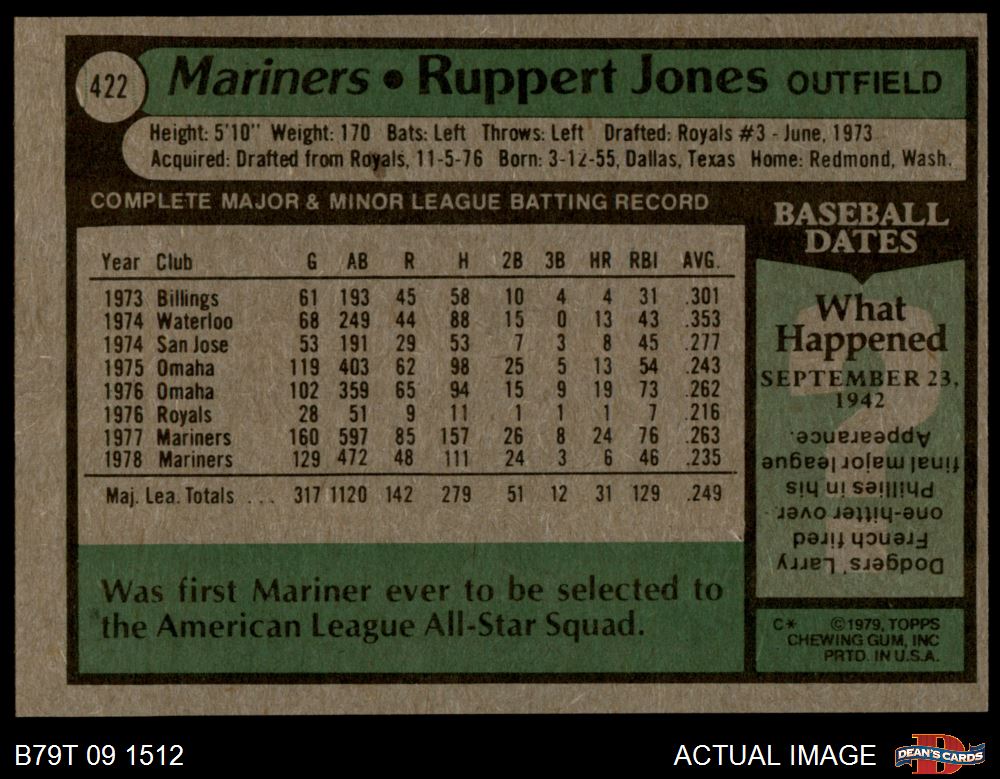 422 Mariners • Ruppert Jones OUTFIELD
Height: 5'10" Weight: 170 Bats: Left Throws: Left Drafted: Royals #3 - June, 1973
Acquired: Drafted from Royals, 11-5-76 Born: 3-12-55, Dallas, Texas Home: Redmond, Wash.
COMPLETE MAJOR & MINOR LEAGUE BATTING RECORD
Year Club G AB R H 2B 3B HR RBI AVG.
1973 Billings 61 193 45 58 10 4 4 31 .301
1974 Waterloo 68 249 44 88 15 0 13 43 .353
1974 San Jose 53 191 29 53 7 3 8 45 .277
1975 Omaha 119 403 62 98 25 5 13 54 .243
1976 Omaha 102 359 65 94 15 9 19 73 .262
1976 Royals 28 51 9 11 1 1 1 7 .216
1977 Mariners 160 597 85 157 26 8 24 76 .263
1978 Mariners 129 472 48 111 24 3 6 46 .235
Maj. Lea. Totals ... 317 1120 142 279 51 12 31 129 .249
Was first Mariner ever to be selected to
the American League All-Star Squad.
BASEBALL
DATES
What
Happened
SEPTEMBER 23,
1942
Dodgers' Larry
French fired
one-hitter over
Phillies in his
final major league
Appearance.
C* ©1979, TOPPS
CHEWING GUM, INC
PRTD. IN U.S.A.
B79T 09 1512
ACTUAL IMAGE
DEAN'S CARDS